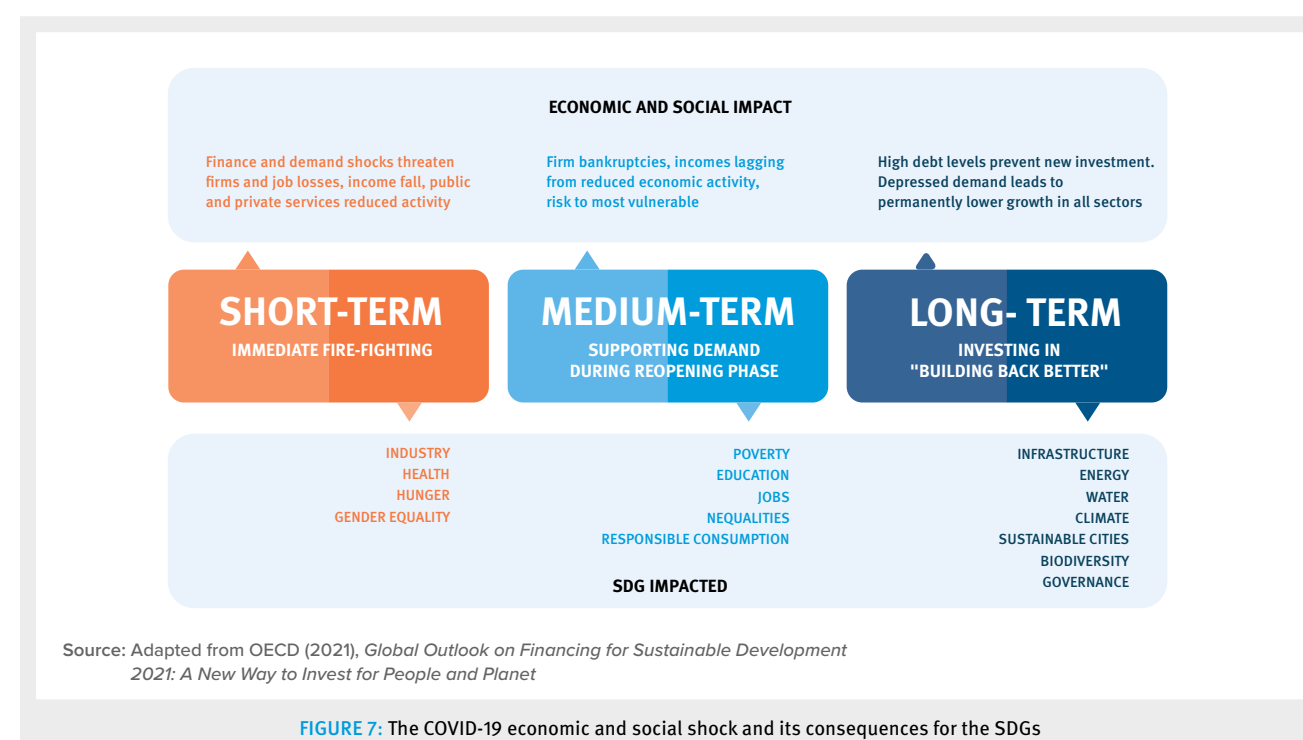 ECONOMIC AND SOCIAL IMPACT
Finance and demand shocks threaten
firms and job losses, income fall, public
and private services reduced activity
Firm bankruptcies, incomes lagging
from reduced economic activity,
risk to most vulnerable
High debt levels prevent new investment.
Depressed demand leads to
permanently lower growth in all sectors
SHORT-TERM
IMMEDIATE FIRE-FIGHTING
MEDIUM-TERM
SUPPORTING DEMAND
DURING REOPENING PHASE
LONG- TERM
INVESTING IN
"BUILDING BACK BETTER"
INDUSTRY
HEALTH
HUNGER
GENDER EQUALITY
POVERTY
EDUCATION
JOBS
NEQUALITIES
RESPONSIBLE CONSUMPTION
INFRASTRUCTURE
ENERGY
WATER
CLIMATE
SUSTAINABLE CITIES
BIODIVERSITY
GOVERNANCE
SDG IMPACTED
Source: Adapted from OECD (2021), Global Outlook on Financing for Sustainable Development
2021: A New Way to Invest for People and Planet
FIGURE 7: The COVID-19 economic and social shock and its consequences for the SDGs